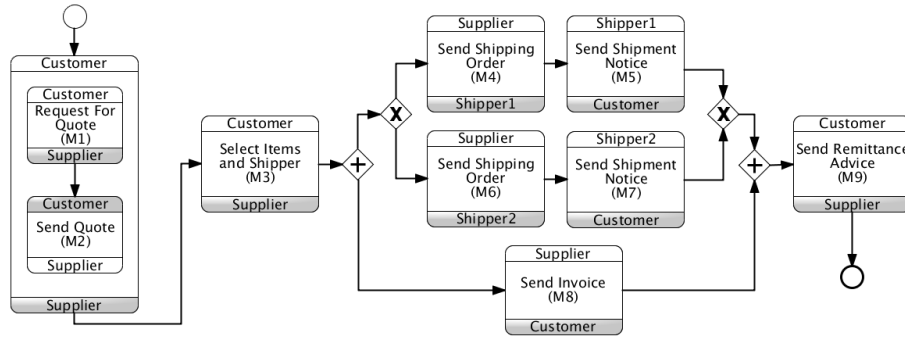 Customer
Customer
Request For
Quote
(M1)
Supplier
Customer
Send Quote
(M2)
Supplier
Supplier
Customer
Select Items
and Shipper
(M3)
Supplier
+
X
Supplier
Send Shipping
Order
(M4)
Shipper1
Shipper1
Send Shipment
Notice
(M5)
Customer
Supplier
Send Shipping
Order
(M6)
Shipper2
Shipper2
Send Shipment
Notice
(M7)
Customer
X
Supplier
Send Invoice
(M8)
Customer
+
Customer
Send Remittance
Advice
(M9)
Supplier